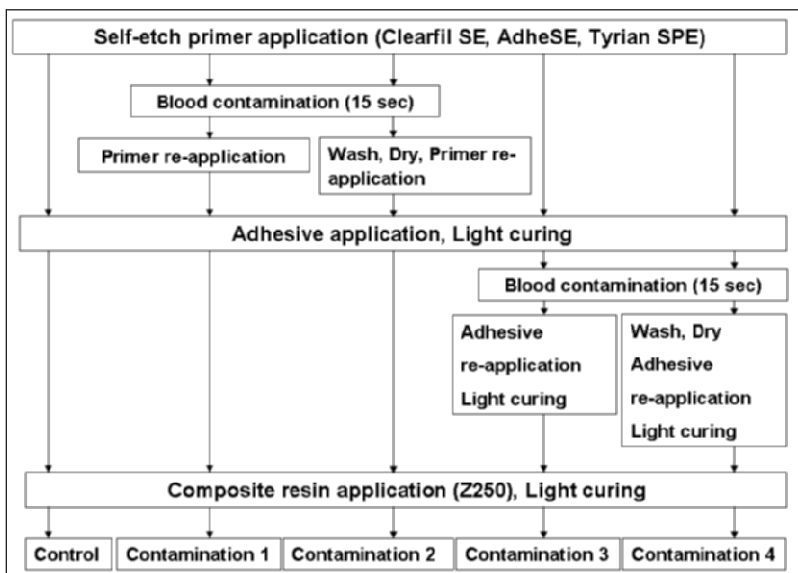 Self-etch primer application (Clearfil SE, AdheSE, Tyrian SPE)
Blood contamination (15 sec)
Primer re-application
Wash, Dry, Primer re-
application
Adhesive application, Light curing
Blood contamination (15 sec)
Adhesive
re-application
Light curing
Wash, Dry
Adhesive
re-application
Light curing
Composite resin application (Z250), Light curing
Control
Contamination 1
Contamination 2
Contamination 3
Contamination 4